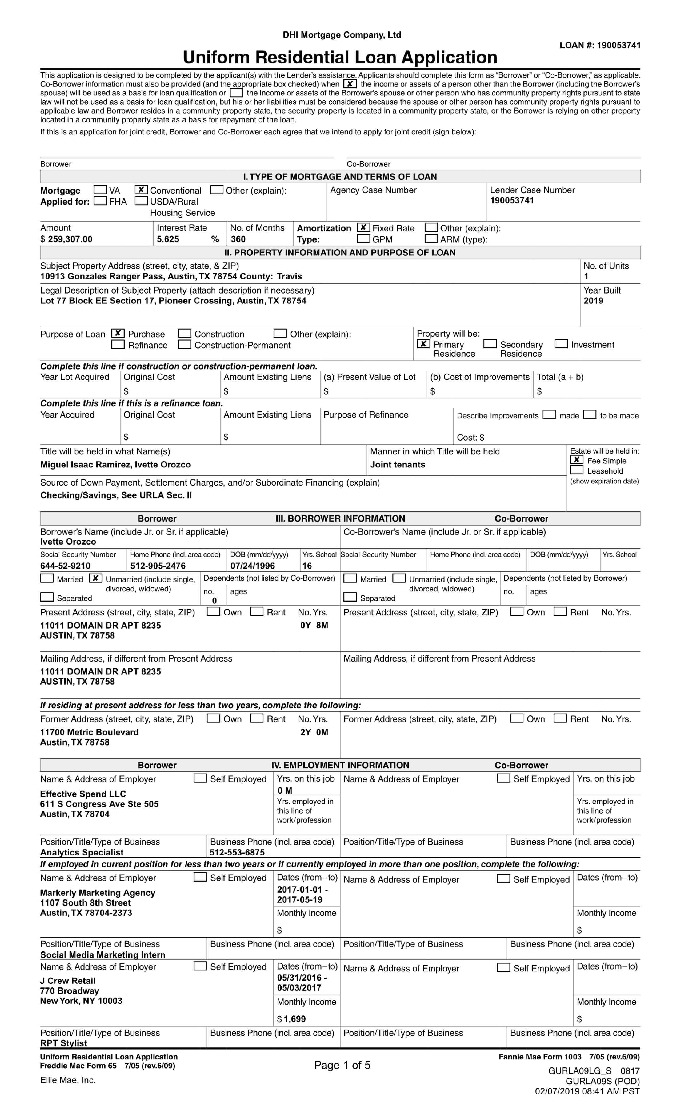 DHI Mortgage Company, Ltd
LOAN #: 190053741
Uniform Residential Loan Application
This application is designed to be completed by the applicant(s) with the Lender's assistance. Applicants should complete this form as "Borrower" or "Co-Borrower," as applicable.
Co-Borrower information must also be provided (and the appropriate box checked) when [X] the income or assets of a person other than the Borrower (including the Borrower's
spouse) will be used as a basis for loan qualification or [ ] the income or assets of the Borrower's spouse or other person who has community property rights pursuant to state
law will not be used as a basis for loan qualification, but his or her liabilities must be considered because the spouse or other person has community property rights pursuant to
applicable law and Borrower resides in a community property state, the security property is located in a community property state, or the Borrower is relying on other property
located in a community property state as a basis for repayment of the loan.
If this is an application for joint credit, Borrower and Co-Borrower each agree that we intend to apply for joint credit (sign below):
Borrower Co-Borrower
I. TYPE OF MORTGAGE AND TERMS OF LOAN
Mortgage [ ] VA [X] Conventional [ ] Other (explain): Agency Case Number Lender Case Number
Applied for: [ ] FHA [ ] USDA/Rural 190053741
Housing Service
Amount Interest Rate No. of Months Amortization [X] Fixed Rate [ ] Other (explain):
$ 259,307.00 5.625 % 360 Type: [ ] GPM [ ] ARM (type):
II. PROPERTY INFORMATION AND PURPOSE OF LOAN
Subject Property Address (street, city, state, & ZIP) No. of Units
10913 Gonzales Ranger Pass, Austin, TX 78754 County: Travis 1
Legal Description of Subject Property (attach description if necessary) Year Built
Lot 77 Block EE Section 17, Pioneer Crossing, Austin, TX 78754 2019
Purpose of Loan [X] Purchase [ ] Construction [ ] Other (explain): Property will be:
[ ] Refinance [ ] Construction-Permanent [X] Primary Residence [ ] Secondary Residence [ ] Investment
Complete this line if construction or construction-permanent loan.
Year Lot Acquired Original Cost Amount Existing Liens (a) Present Value of Lot (b) Cost of Improvements Total (a + b)
$ $ $ $ $
Complete this line if this is a refinance loan.
Year Acquired Original Cost Amount Existing Liens Purpose of Refinance Describe Improvements [ ] made [ ] to be made
$ $ Cost: $
Title will be held in what Name(s) Manner in which Title will be held Estate will be held in:
Miguel Isaac Ramirez, Ivette Orozco Joint tenants [X] Fee Simple
[ ] Leasehold
Source of Down Payment, Settlement Charges, and/or Subordinate Financing (explain) (show expiration date)
Checking/Savings, See URLA Sec. II
Borrower III. BORROWER INFORMATION Co-Borrower
Borrower's Name (include Jr. or Sr. if applicable) Co-Borrower's Name (include Jr. or Sr. if applicable)
Ivette Orozco
Social Security Number Home Phone (incl. area code) DOB (mm/dd/yyyy) Yrs. School Social Security Number Home Phone (incl. area code) DOB (mm/dd/yyyy) Yrs. School
644-52-9210 512-905-2476 07/24/1996 16
[ ] Married [X] Unmarried (include single, divorced, widowed) Dependents (not listed by Co-Borrower) [ ] Married [ ] Unmarried (include single, divorced, widowed) Dependents (not listed by Borrower)
[ ] Separated no. 0 ages [ ] Separated no. ages
Present Address (street, city, state, ZIP) [ ] Own [ ] Rent No. Yrs. Present Address (street, city, state, ZIP) [ ] Own [ ] Rent No. Yrs.
11011 DOMAIN DR APT 8235 0Y 8M
AUSTIN, TX 78758
Mailing Address, if different from Present Address Mailing Address, if different from Present Address
11011 DOMAIN DR APT 8235
AUSTIN, TX 78758
If residing at present address for less than two years, complete the following:
Former Address (street, city, state, ZIP) [ ] Own [ ] Rent No. Yrs. Former Address (street, city, state, ZIP) [ ] Own [ ] Rent No. Yrs.
11700 Metric Boulevard 2Y 0M
Austin, TX 78758
Borrower IV. EMPLOYMENT INFORMATION Co-Borrower
Name & Address of Employer [ ] Self Employed Yrs. on this job Name & Address of Employer [ ] Self Employed Yrs. on this job
Effective Spend LLC 0 M
611 S Congress Ave Ste 505 Yrs. employed in this line of work/profession Yrs. employed in this line of work/profession
Austin, TX 78704
Position/Title/Type of Business Business Phone (incl. area code) Position/Title/Type of Business Business Phone (incl. area code)
Analytics Specialist 512-553-6875
If employed in current position for less than two years or if currently employed in more than one position, complete the following:
Name & Address of Employer [ ] Self Employed Dates (from–to) Name & Address of Employer [ ] Self Employed Dates (from–to)
Markerly Marketing Agency 2017-01-01 -
1107 South 8th Street 2017-05-19
Austin, TX 78704-2373 Monthly Income Monthly Income
$ $
Position/Title/Type of Business Business Phone (incl. area code) Position/Title/Type of Business Business Phone (incl. area code)
Social Media Marketing Intern
Name & Address of Employer [ ] Self Employed Dates (from–to) Name & Address of Employer [ ] Self Employed Dates (from–to)
J Crew Retail 05/31/2016 -
770 Broadway 05/03/2017
New York, NY 10003 Monthly Income Monthly Income
$ 1,699 $
Position/Title/Type of Business Business Phone (incl. area code) Position/Title/Type of Business Business Phone (incl. area code)
RPT Stylist
Uniform Residential Loan Application Fannie Mae Form 1003 7/05 (rev.6/09)
Freddie Mac Form 65 7/05 (rev.6/09) Page 1 of 5
Ellie Mae, Inc. GURLA09LG_S 0817
GURLA09S (POD)
02/07/2019 08:41 AM PST